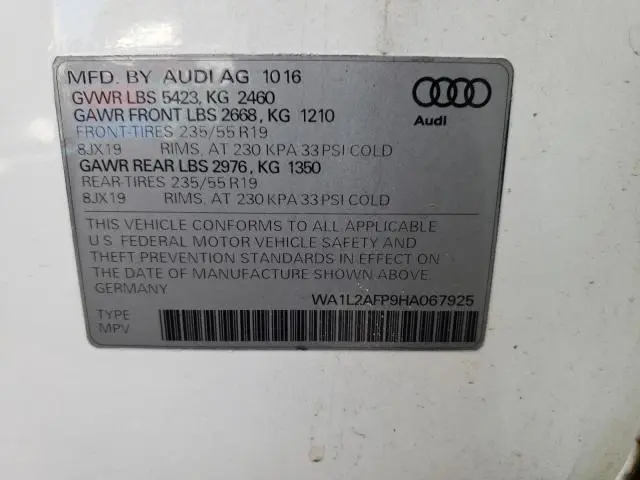 MFD. BY AUDI AG 10 16
GVWR LBS 5423, KG 2460
GAWR FRONT LBS 2668, KG 1210
FRONT-TIRES 235/55 R19
8JX19 RIMS, AT 230 KPA 33 PSI COLD
GAWR REAR LBS 2976, KG 1350
REAR-TIRES 235/55 R19
8JX19 RIMS, AT 230 KPA 33 PSI COLD
Audi
THIS VEHICLE CONFORMS TO ALL APPLICABLE
U.S. FEDERAL MOTOR VEHICLE SAFETY AND
THEFT PREVENTION STANDARDS IN EFFECT ON
THE DATE OF MANUFACTURE SHOWN ABOVE.
GERMANY
WA1L2AFP9HA067925
TYPE
MPV